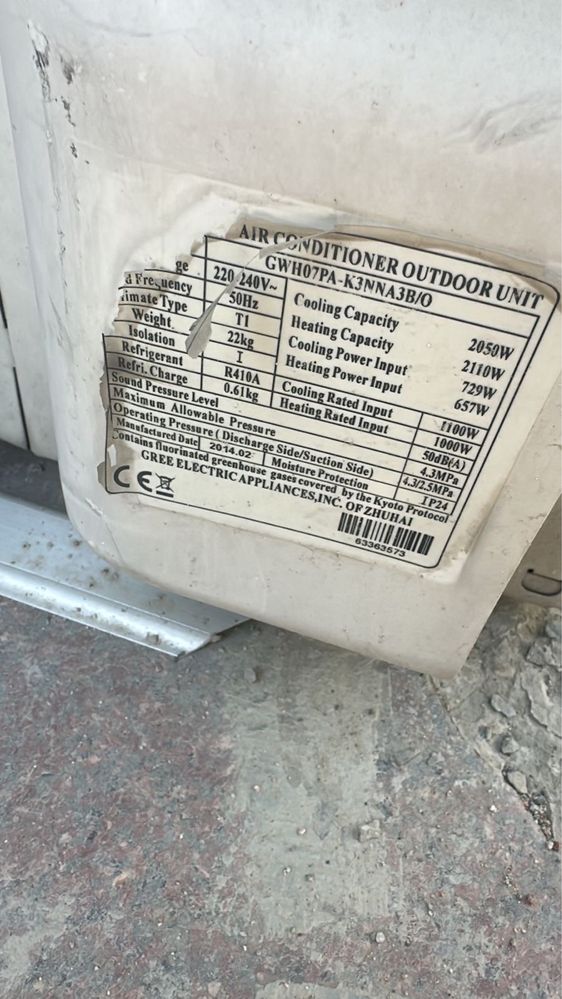 AIR CONDITIONER OUTDOOR UNIT
GWH07PA-K3NNA3B/O
ge 220 240V~
d Frequency 50Hz
imate Type T1
Weight 22kg
Isolation I
Refrigerant R410A
Refri. Charge 0.61kg
Cooling Capacity 2050W
Heating Capacity 2110W
Cooling Power Input 729W
Heating Power Input 657W
Cooling Rated Input 1100W
Heating Rated Input 1000W
Sound Pressure Level 50dB(A)
Maximum Allowable Pressure 4.3MPa
Operating Pressure ( Discharge Side/Suction Side) 4.3/2.5MPa
Manufactured Date 2014.02 Moisture Protection IP24
Contains fluorinated greenhouse gases covered by the Kyoto Protocol
GREE ELECTRIC APPLIANCES,INC. OF ZHUHAI
CE
63363573